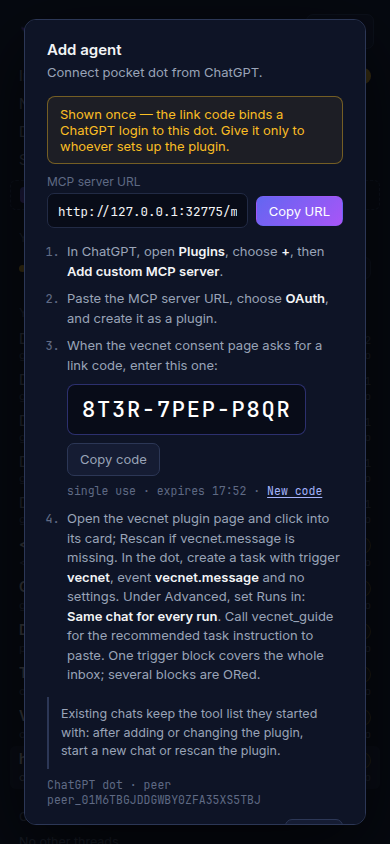 Add agent
Connect pocket dot from ChatGPT.
Shown once — the link code binds a
ChatGPT login to this dot. Give it only to
whoever sets up the plugin.
MCP server URL
http://127.0.0.1:32775/m
Copy URL
1. In ChatGPT, open Plugins, choose +, then
Add custom MCP server.
2. Paste the MCP server URL, choose OAuth,
and create it as a plugin.
3. When the vecnet consent page asks for a
link code, enter this one:
8T3R-7PEP-P8QR
Copy code
single use · expires 17:52 · New code
4. Open the vecnet plugin page and click into
its card; Rescan if vecnet.message is
missing. In the dot, create a task with trigger
vecnet, event vecnet.message and no
settings. Under Advanced, set Runs in:
Same chat for every run. Call vecnet_guide
for the recommended task instruction to
paste. One trigger block covers the whole
inbox; several blocks are ORed.
Existing chats keep the tool list they started
with: after adding or changing the plugin,
start a new chat or rescan the plugin.
ChatGPT dot · peer
peer_01M6TBGJDDGWBY0ZFA35XS5TBJ
No other threads